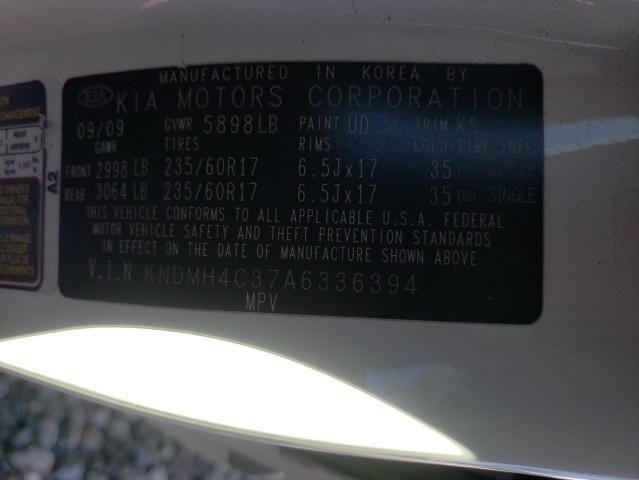 MANUFACTURED IN KOREA BY
KIA KIA MOTORS CORPORATION
09/09 GVWR 5898LB PAINT UD TRIM KS
GAWR TIRES RIMS COLD TIRE INFL
FRONT 2998 LB 235/60R17 6.5Jx17 35 psi SINGLE
REAR 3064 LB 235/60R17 6.5Jx17 35 psi SINGLE
THIS VEHICLE CONFORMS TO ALL APPLICABLE U.S.A. FEDERAL
MOTOR VEHICLE SAFETY AND THEFT PREVENTION STANDARDS
IN EFFECT ON THE DATE OF MANUFACTURE SHOWN ABOVE.
V.I.N KNDMH4C37A6336394
MPV
A2